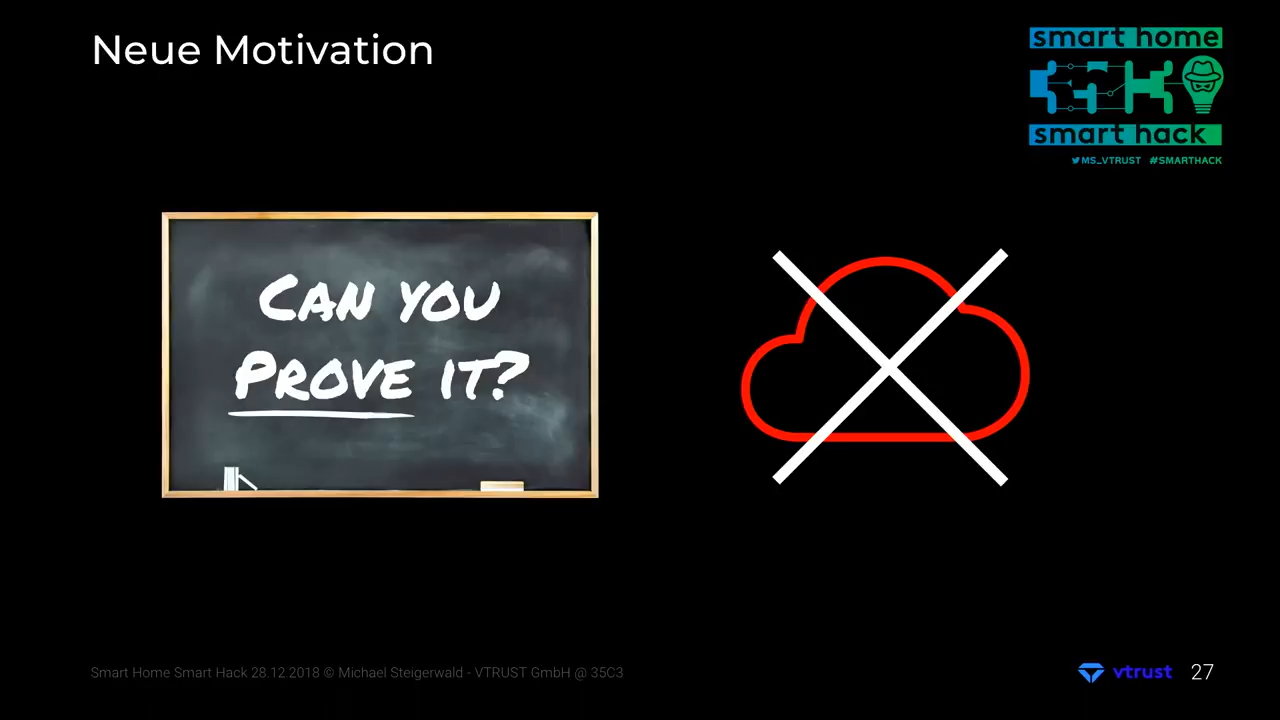 Neue Motivation
smart home
35C3
smart hack
MS_VTRUST #SMARTHACK
CAN YOU
PROVE IT?
Smart Home Smart Hack 28.12.2018 © Michael Steigerwald - VTRUST GmbH @ 35C3
vtrust 27